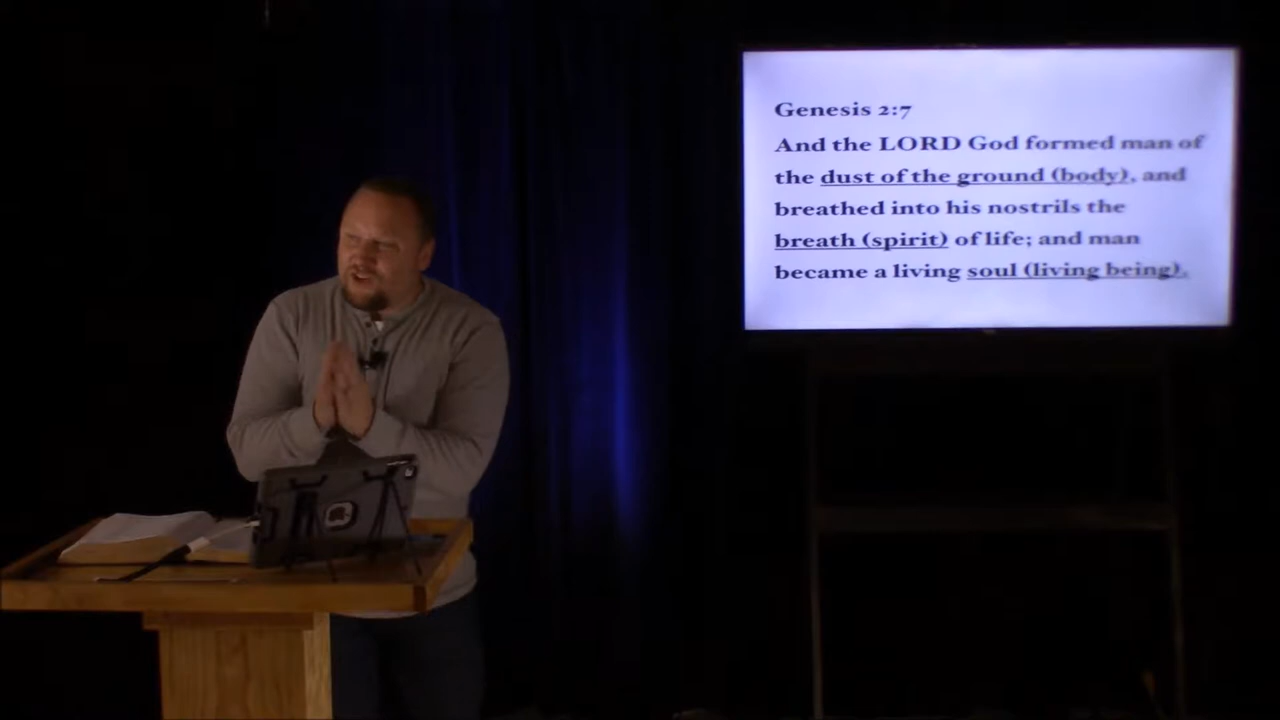 Genesis 2:7
And the LORD God formed man of
the dust of the ground (body), and
breathed into his nostrils the
breath (spirit) of life; and man
became a living soul (living being).